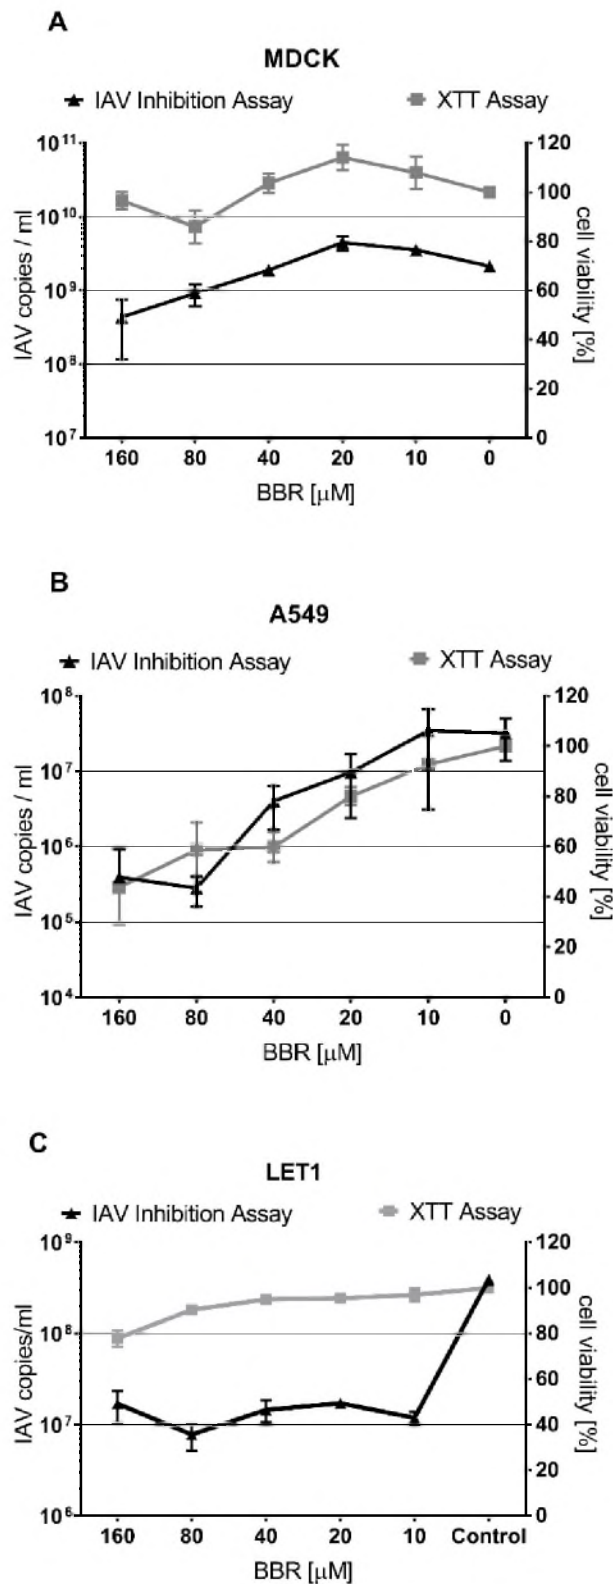 A
MDCK
IAV Inhibition Assay XTT Assay
10¹¹ 120
100
10¹⁰
80
10⁹ 60
40
10⁸
20
10⁷ 0
IAV copies / ml
cell viability [%]
160 80 40 20 10 0
BBR [µM]
B
A549
IAV Inhibition Assay XTT Assay
10⁸ 120
100
10⁷
80
10⁶ 60
40
10⁵
20
10⁴ 0
IAV copies / ml
cell viability [%]
160 80 40 20 10 0
BBR [µM]
C
LET1
IAV Inhibition Assay XTT Assay
10⁹ 120
100
10⁸ 80
60
10⁷ 40
20
10⁶ 0
IAV copies/ml
cell viability [%]
160 80 40 20 10 Control
BBR [µM]